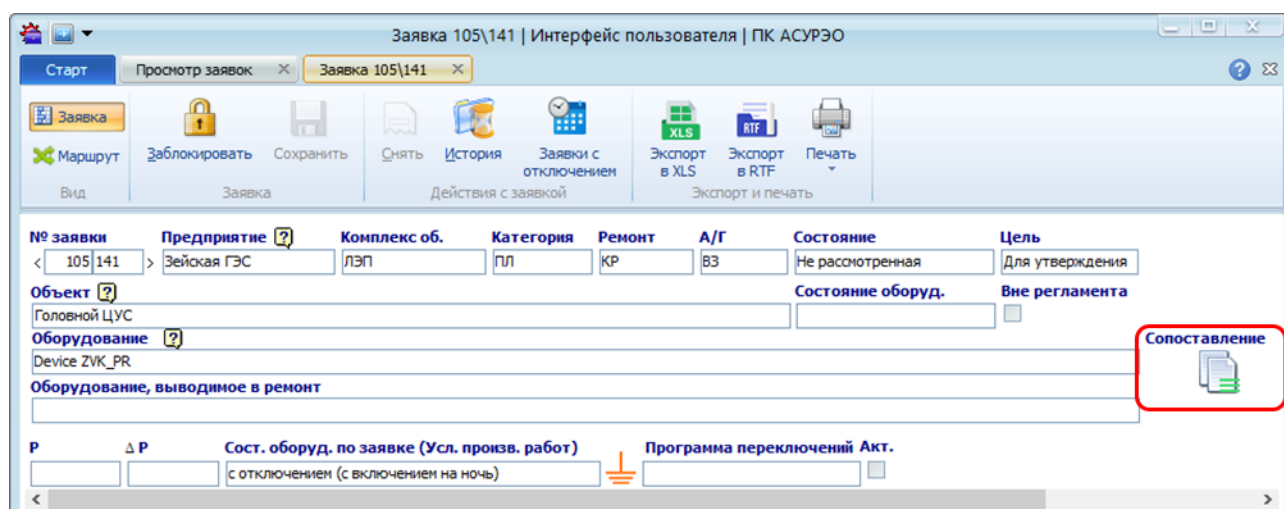 Заявка 105\141 | Интерфейс пользователя | ПК АСУРЭО
Старт Просмотр заявок Заявка 105\141
Заявка
Маршрут
Вид
Заблокировать Сохранить
Заявка
Снять История Заявки с отключением
Действия с заявкой
XLS RTF
Экспорт в XLS Экспорт в RTF Печать
Экспорт и печать
№ заявки Предприятие ? Комплекс об. Категория Ремонт А/Г Состояние Цель
< 105 141 > Зейская ГЭС ЛЭП ПЛ КР ВЗ Не рассмотренная Для утверждения
Объект ? Состояние оборуд. Вне регламента
Головной ЦУС
Оборудование ? Сопоставление
Device ZVK_PR
Оборудование, выводимое в ремонт
Р Δ Р Сост. оборуд. по заявке (Усл. произв. работ) Программа переключений Акт.
с отключением (с включением на ночь)